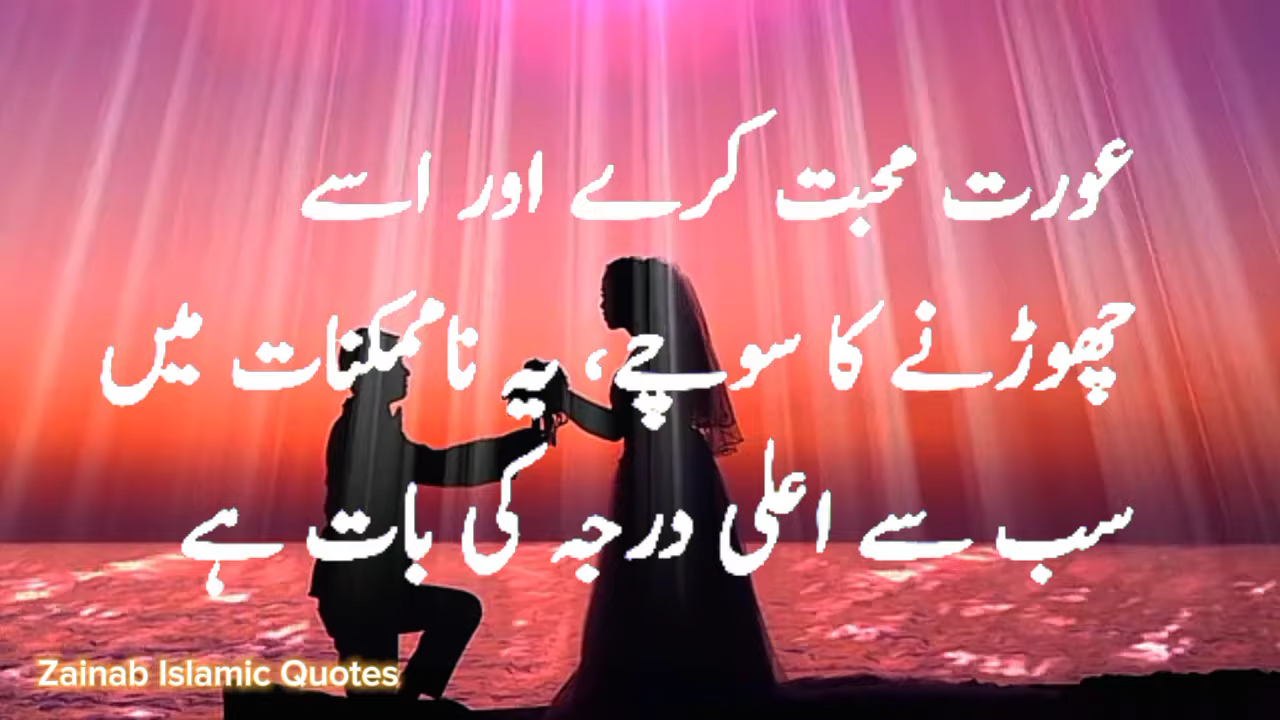 عورت محبت کرے اور اسے
چھوڑنے کا سوچے، یہ ناممکنات میں
سب سے اعلی درجہ کی بات ہے
Zainab Islamic Quotes